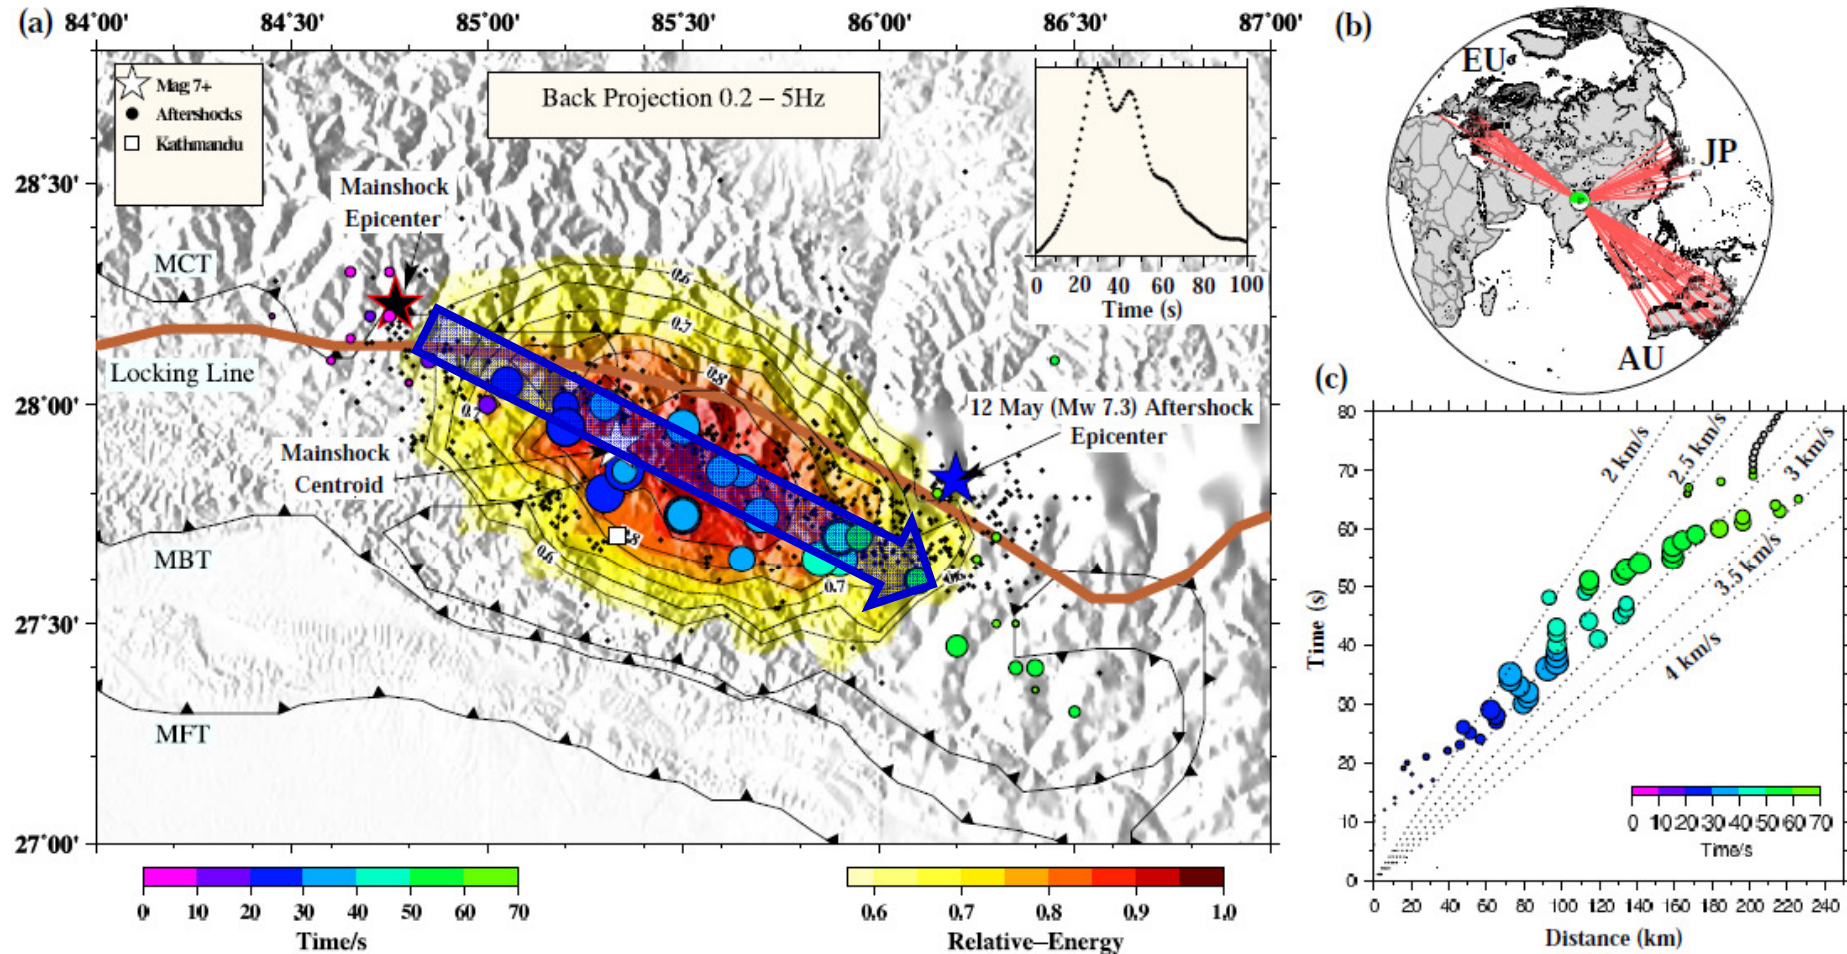 (a)
84°00'
84°30'
85°00'
85°30'
86°00'
86°30'
87°00'
Mag 7+
Aftershocks
Kathmandu
Back Projection 0.2 – 5Hz
0 20 40 60 80 100
Time (s)
28°30'
28°00'
27°30'
27°00'
Mainshock
Epicenter
MCT
Locking Line
0.6
0.7
0.8
0.7
12 May (Mw 7.3) Aftershock
Epicenter
Mainshock
Centroid
MBT
0.6
0.7
MFT
0 10 20 30 40 50 60 70
Time/s
0.6 0.7 0.8 0.9 1.0
Relative–Energy
(b)
EU
JP
AU
(c)
80
70
60
50
40
30
20
10
0
Time (s)
2 km/s
2.5 km/s
3 km/s
3.5 km/s
4 km/s
0 10 20 30 40 50 60 70
Time/s
0 20 40 60 80 100 120 140 160 180 200 220 240
Distance (km)